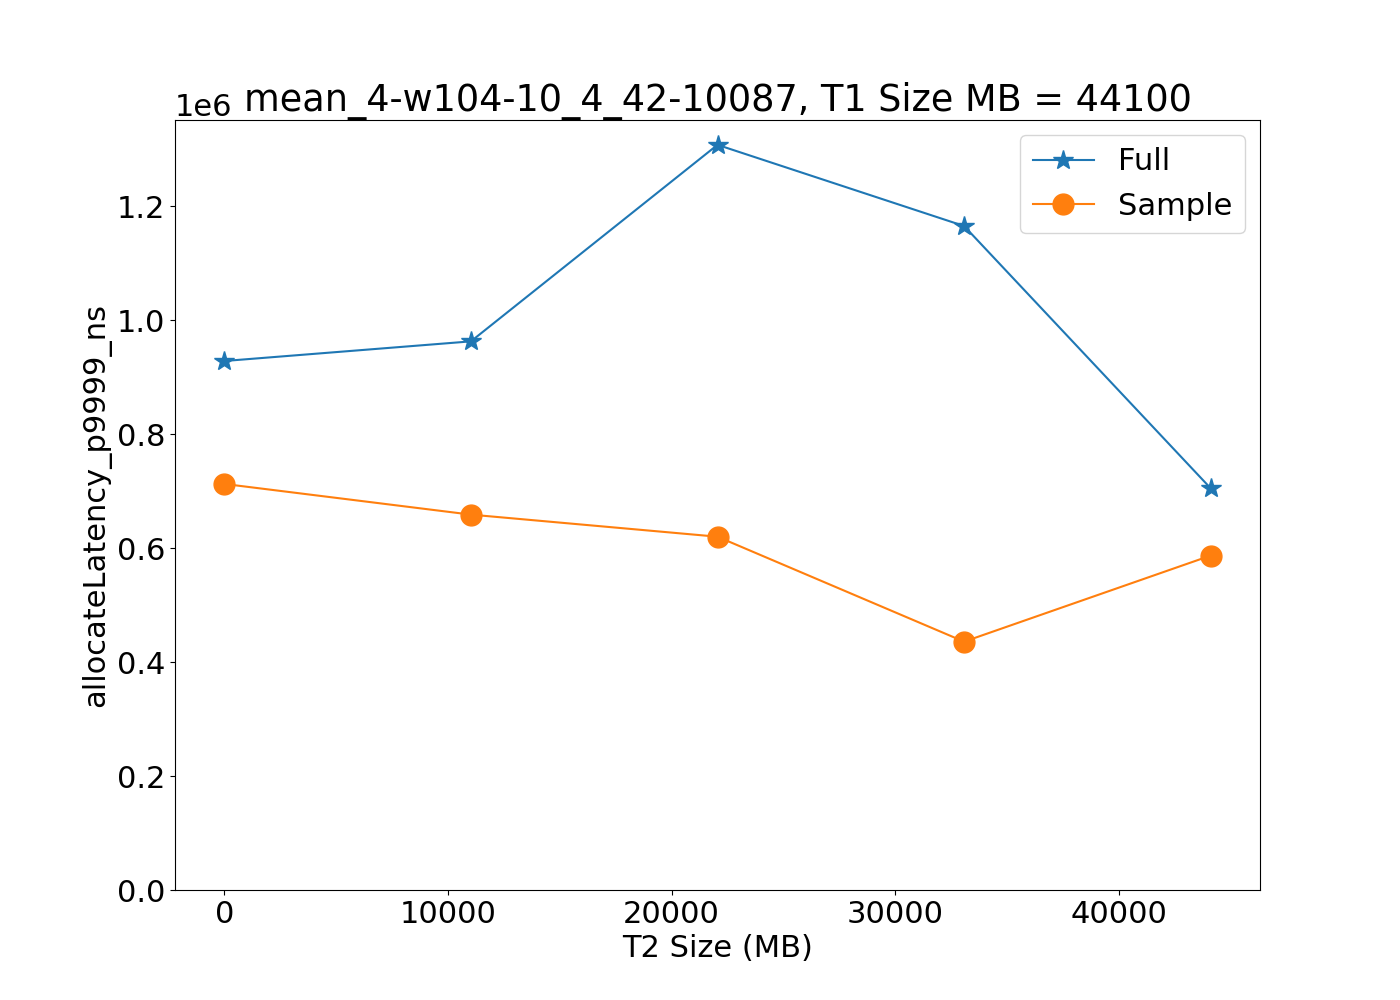 1e6
mean_4-w104-10_4_42-10087, T1 Size MB = 44100
Full
Sample
allocateLatency_p9999_ns
1.2
1.0
0.8
0.6
0.4
0.2
0.0
0 10000 20000 30000 40000
T2 Size (MB)